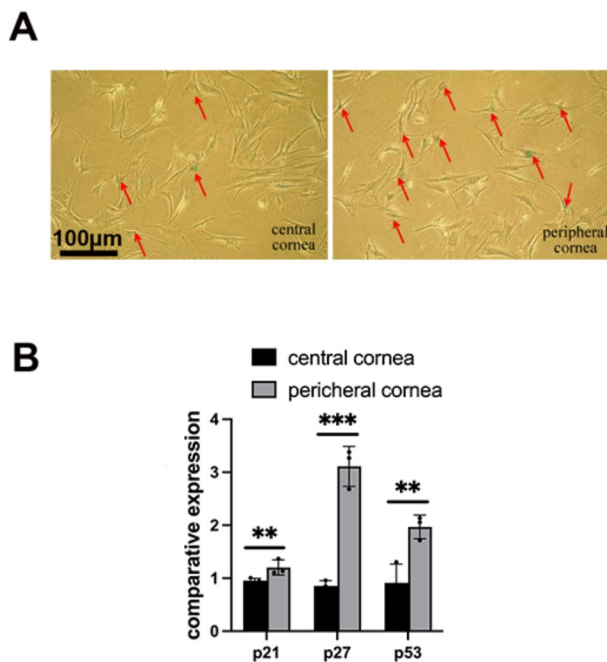 A
100μm
central
cornea
peripheral
cornea
B
central cornea
pericheral cornea
comparative expression
4
3
2
1
0
**
***
**
p21 p27 p53